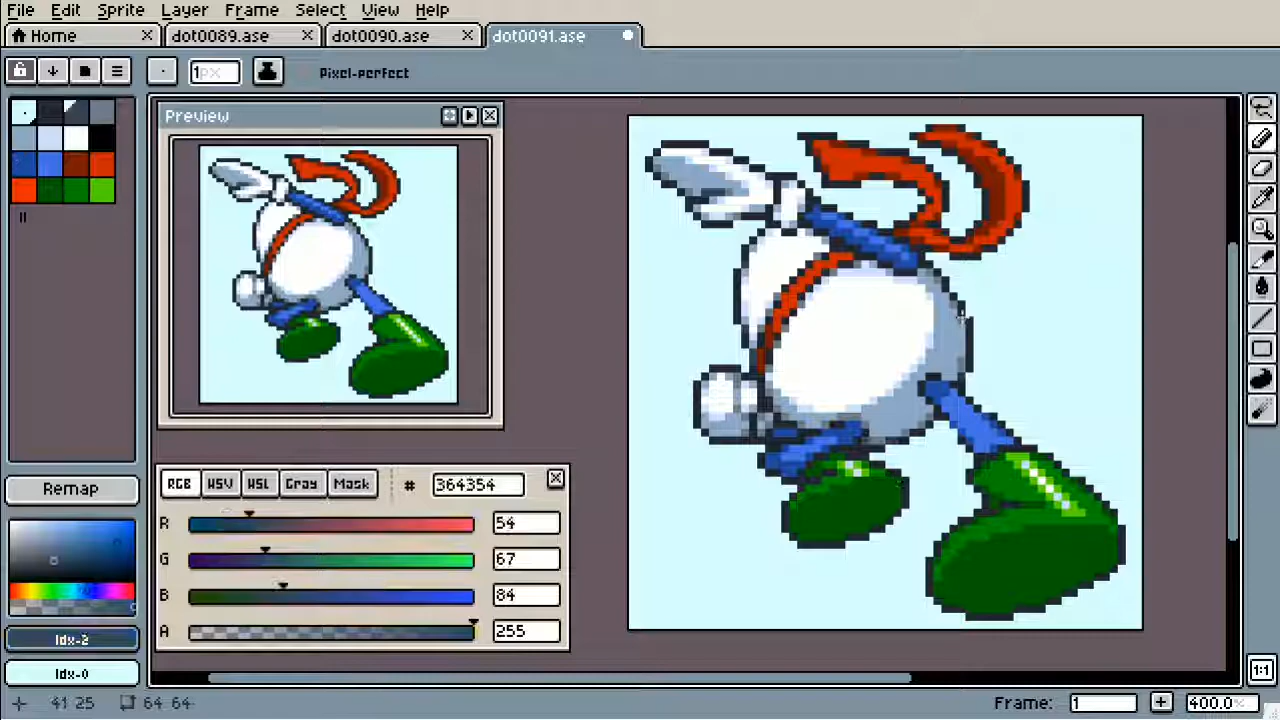 File Edit Sprite Layer Frame Select View Help
Home dot0089.ase dot0090.ase dot0091.ase
1px Pixel-perfect
Preview
Remap
RGB HSV HSL Gray Mask # 364354
R 54
G 67
B 84
A 255
Idx-2
Idx-0
1:1
41 25 64 64
Frame: 1 400.0%